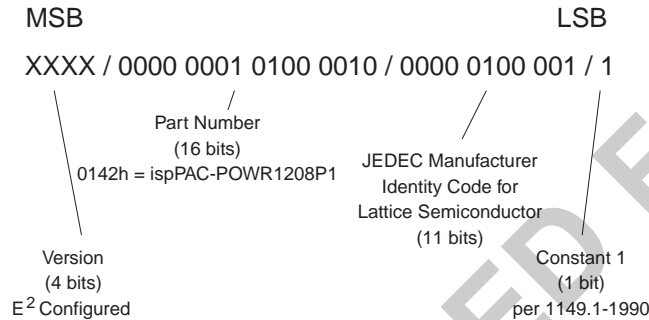 MSB LSB
XXXX / 0000 0001 0100 0010 / 0000 0100 001 / 1
Part Number
(16 bits)
0142h = ispPAC-POWR1208P1
JEDEC Manufacturer
Identity Code for
Lattice Semiconductor
(11 bits)
Version
(4 bits)
E² Configured
Constant 1
(1 bit)
per 1149.1-1990